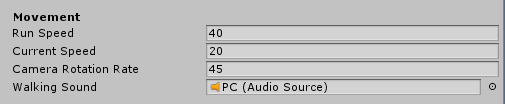 Movement
Run Speed 40
Current Speed 20
Camera Rotation Rate 45
Walking Sound PC (Audio Source)